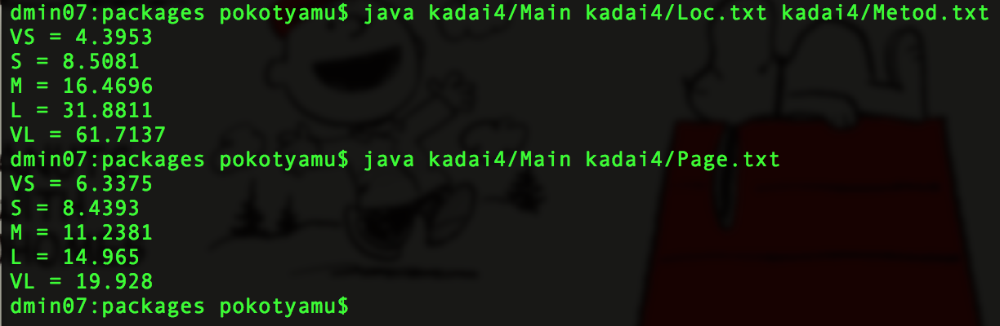 dmin07:packages pokotyamu$ java kadai4/Main kadai4/Loc.txt kadai4/Metod.txt
VS = 4.3953
S = 8.5081
M = 16.4696
L = 31.8811
VL = 61.7137
dmin07:packages pokotyamu$ java kadai4/Main kadai4/Page.txt
VS = 6.3375
S = 8.4393
M = 11.2381
L = 14.965
VL = 19.928
dmin07:packages pokotyamu$